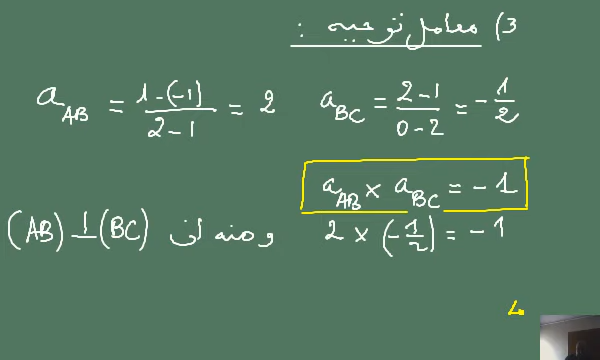 3) معامل توجيه :
a_AB = (1-(-1))/(2-1) = 2 a_BC = (2-1)/(0-2) = -1/2
a_AB × a_BC = -1
2 × (-1/2) = -1 ومنه ان (AB) ⊥ (BC)